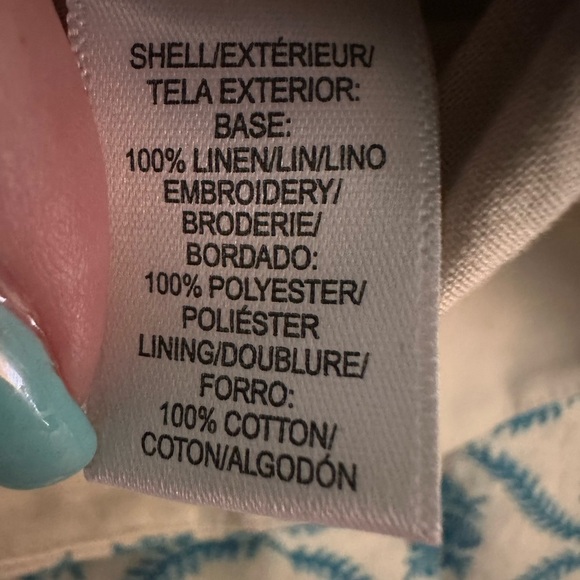 SHELL/EXTÉRIEUR/
TELA EXTERIOR:
BASE:
100% LINEN/LIN/LINO
EMBROIDERY/
BRODERIE/
BORDADO:
100% POLYESTER/
POLIÉSTER
LINING/DOUBLURE/
FORRO:
100% COTTON/
COTON/ALGODÓN